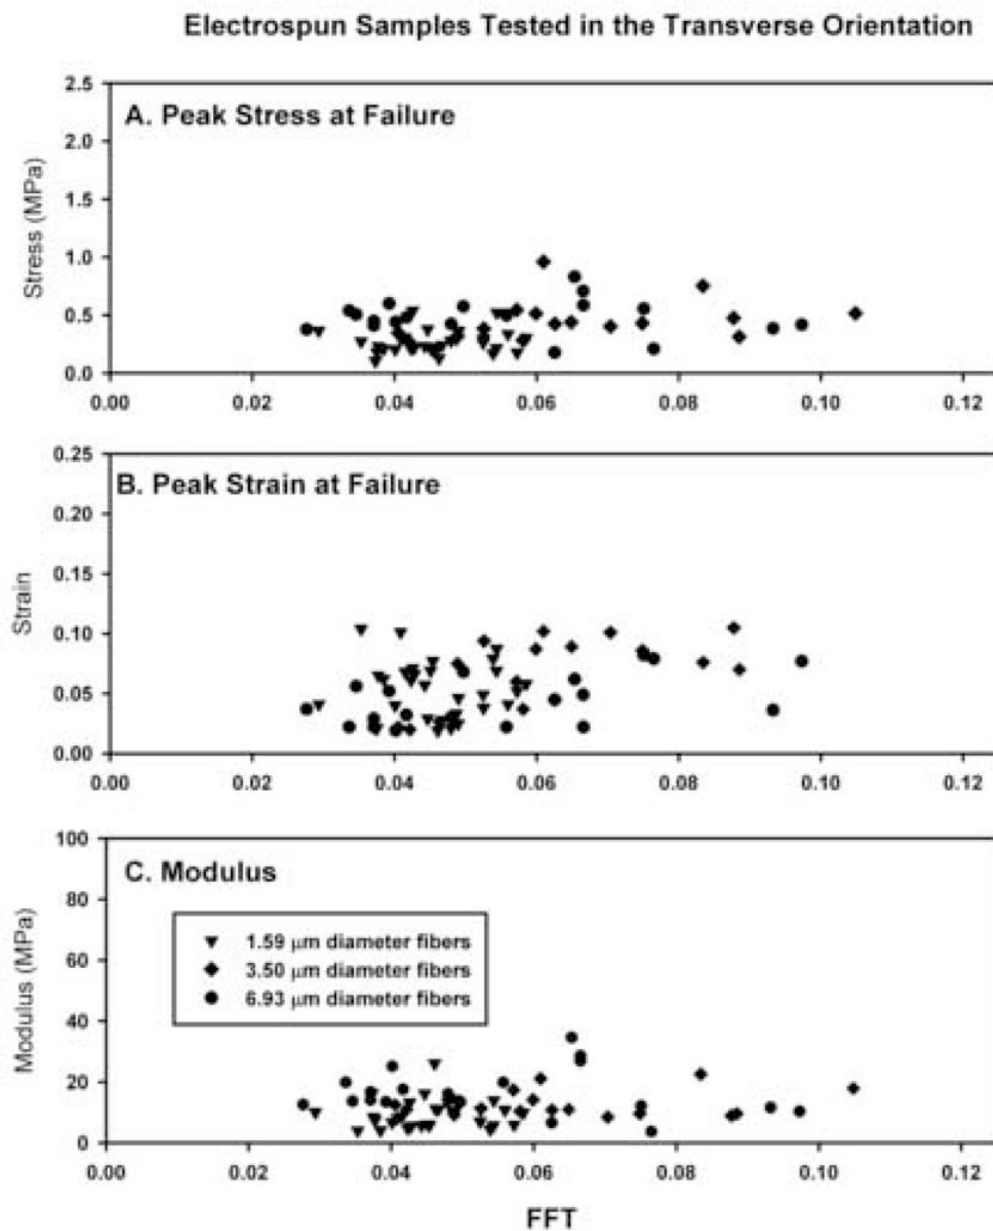 Electrospun Samples Tested in the Transverse Orientation
A. Peak Stress at Failure
Stress (MPa)
2.5
2.0
1.5
1.0
0.5
0.0
0.00 0.02 0.04 0.06 0.08 0.10 0.12
B. Peak Strain at Failure
Strain
0.25
0.20
0.15
0.10
0.05
0.00
0.00 0.02 0.04 0.06 0.08 0.10 0.12
C. Modulus
Modulus (MPa)
100
80
60
40
20
0
1.59 μm diameter fibers
3.50 μm diameter fibers
6.93 μm diameter fibers
0.00 0.02 0.04 0.06 0.08 0.10 0.12
FFT